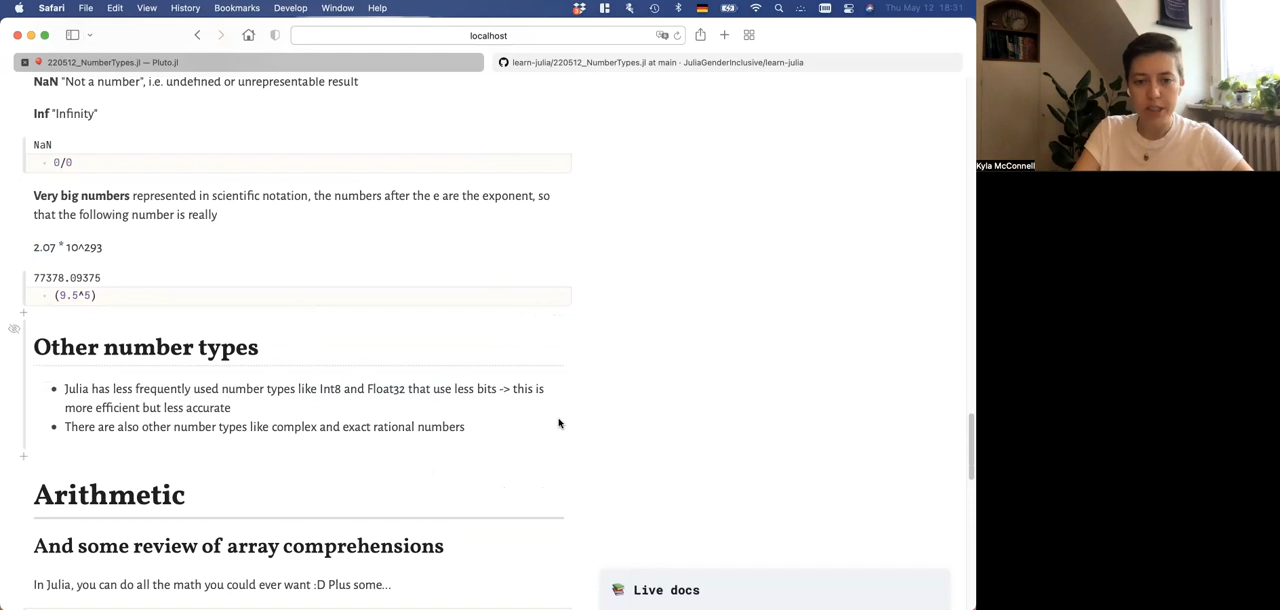 Safari File Edit View History Bookmarks Develop Window Help Thu May 12 18:31
localhost
220512_NumberTypes.jl — Pluto.jl
learn-julia/220512_NumberTypes.jl at main · JuliaGenderInclusive/learn-julia
NaN "Not a number", i.e. undefined or unrepresentable result
Inf "Infinity"
NaN
0/0
Very big numbers represented in scientific notation, the numbers after the e are the exponent, so
that the following number is really
2.07 * 10^293
77378.09375
(9.5^5)
Other number types
• Julia has less frequently used number types like Int8 and Float32 that use less bits -> this is
more efficient but less accurate
• There are also other number types like complex and exact rational numbers
Arithmetic
And some review of array comprehensions
In Julia, you can do all the math you could ever want :D Plus some...
Live docs
Kyla McConnell